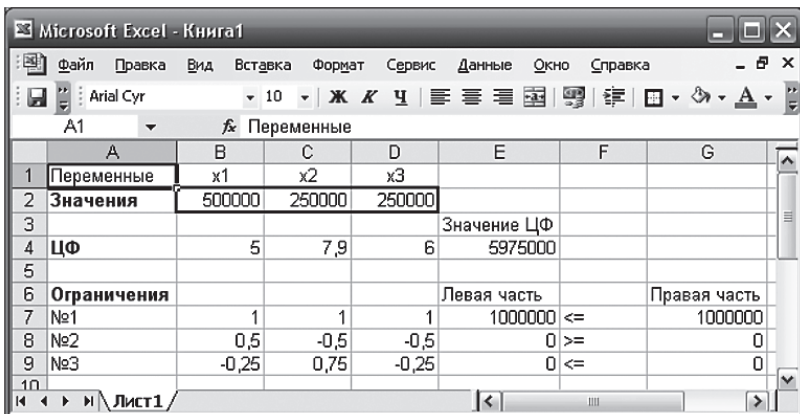 Microsoft Excel - Книга1
Файл Правка Вид Вставка Формат Сервис Данные Окно Справка
Arial Cyr 10 Ж К Ч А
A1 fx Переменные
A B C D E F G
1 Переменные x1 x2 x3
2 Значения 500000 250000 250000
3 Значение ЦФ
4 ЦФ 5 7,9 6 5975000
5
6 Ограничения Левая часть Правая часть
7 №1 1 1 1 1000000 <= 1000000
8 №2 0,5 -0,5 -0,5 0 >= 0
9 №3 -0,25 0,75 -0,25 0 <= 0
10
Лист1